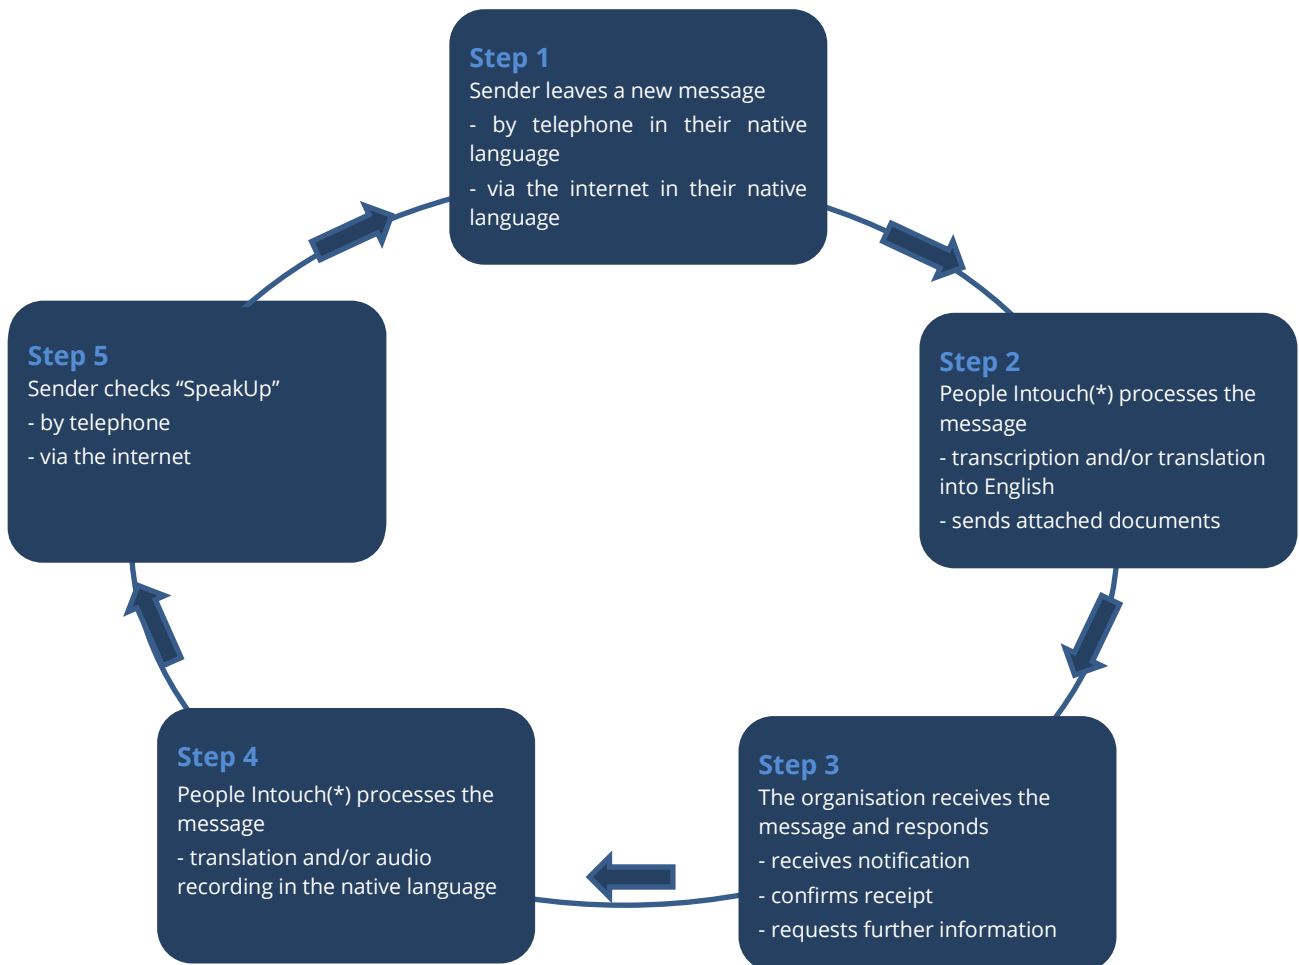 Step 1
Sender leaves a new message
- by telephone in their native
language
- via the internet in their native
language
Step 2
People Intouch(*) processes the
message
- transcription and/or translation
into English
- sends attached documents
Step 3
The organisation receives the
message and responds
- receives notification
- confirms receipt
- requests further information
Step 4
People Intouch(*) processes the
message
- translation and/or audio
recording in the native language
Step 5
Sender checks “SpeakUp”
- by telephone
- via the internet